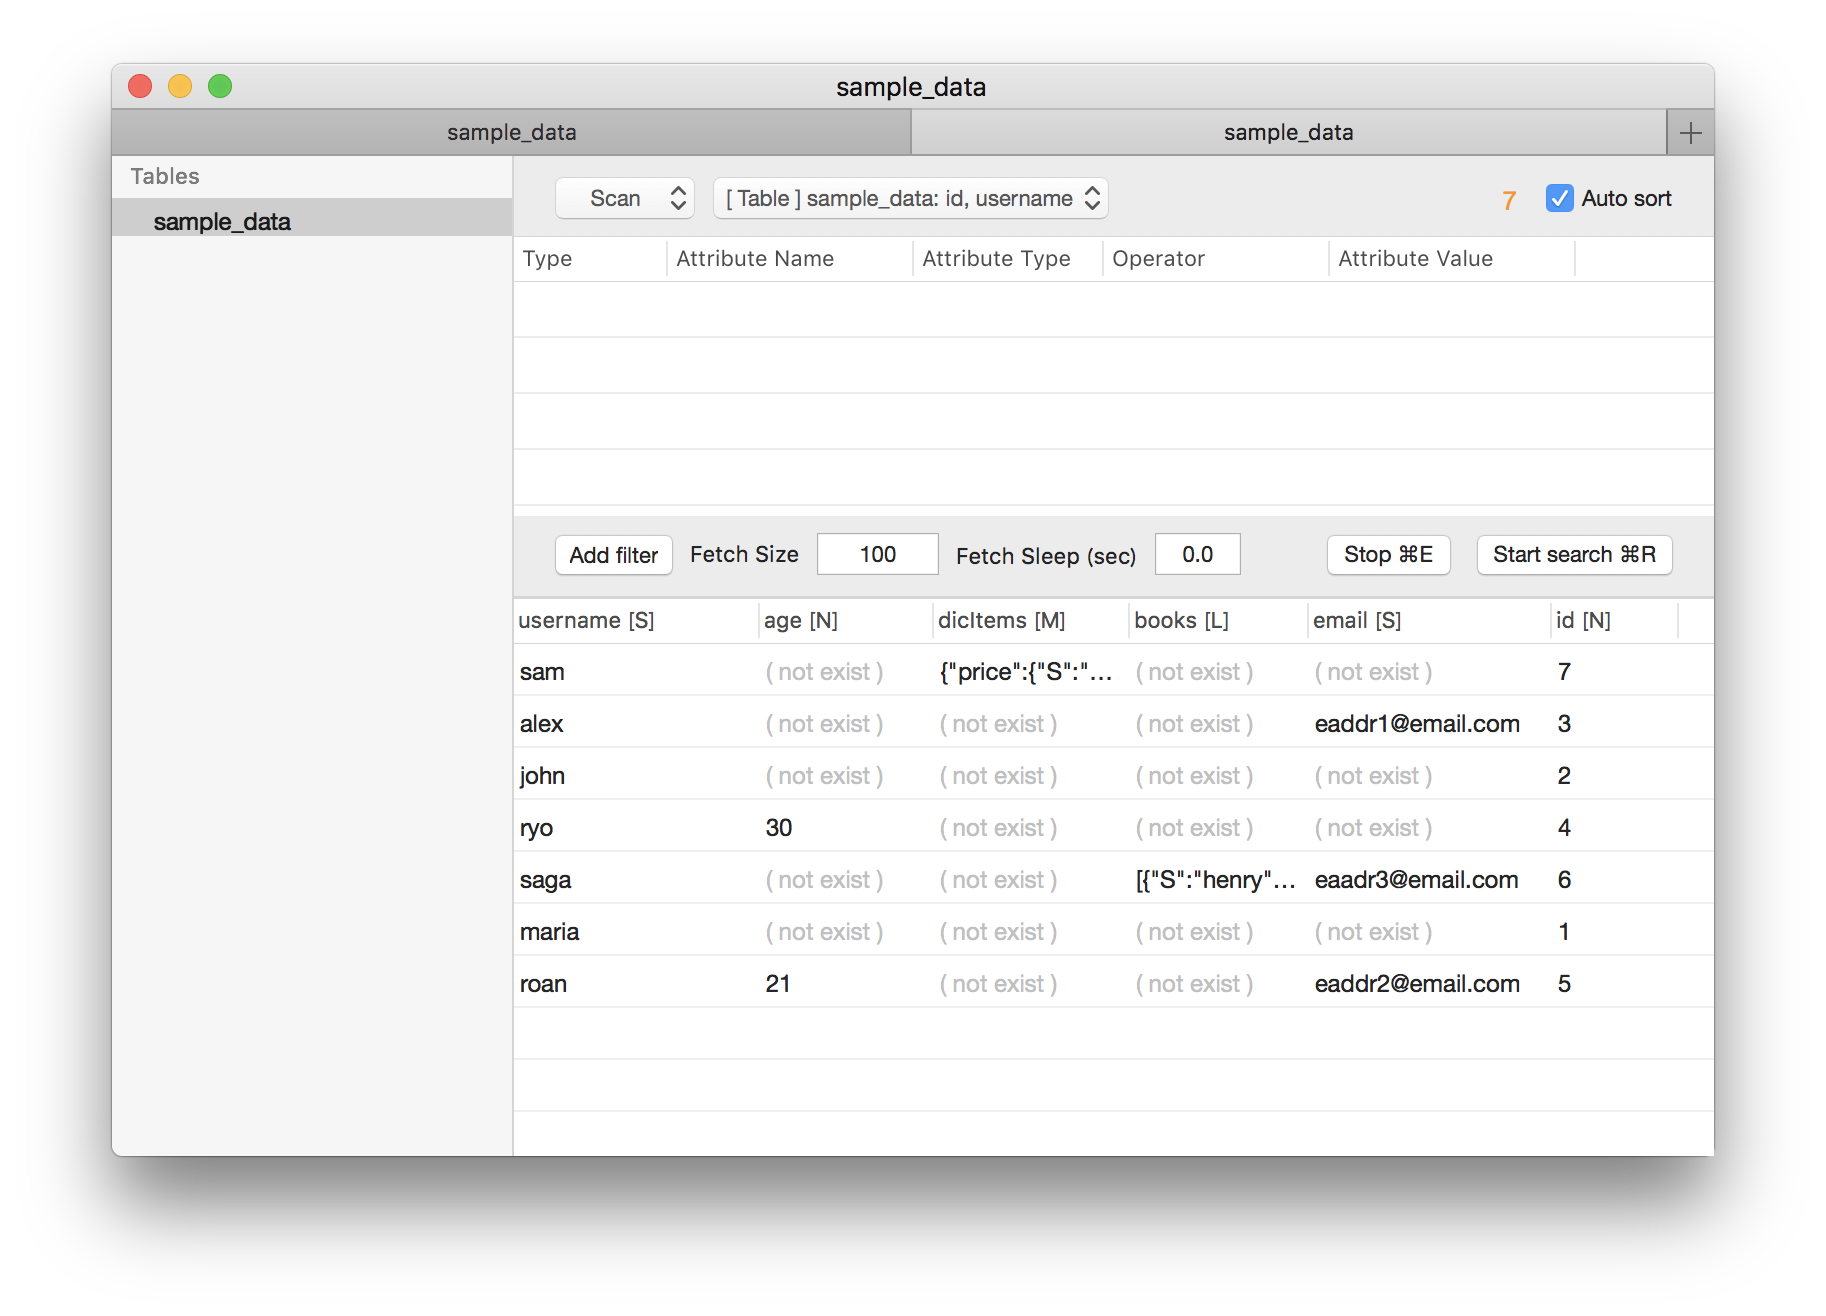 sample_data
sample_data sample_data
Tables
sample_data
Scan [ Table ] sample_data: id, username 7 Auto sort
Type Attribute Name Attribute Type Operator Attribute Value
Add filter Fetch Size 100 Fetch Sleep (sec) 0.0 Stop ⌘E Start search ⌘R
username [S] age [N] dicItems [M] books [L] email [S] id [N]
sam ( not exist ) {"price":{"S":"... ( not exist ) ( not exist ) 7
alex ( not exist ) ( not exist ) ( not exist ) eaddr1@email.com 3
john ( not exist ) ( not exist ) ( not exist ) ( not exist ) 2
ryo 30 ( not exist ) ( not exist ) ( not exist ) 4
saga ( not exist ) ( not exist ) [{"S":"henry"... eaadr3@email.com 6
maria ( not exist ) ( not exist ) ( not exist ) ( not exist ) 1
roan 21 ( not exist ) ( not exist ) eaddr2@email.com 5